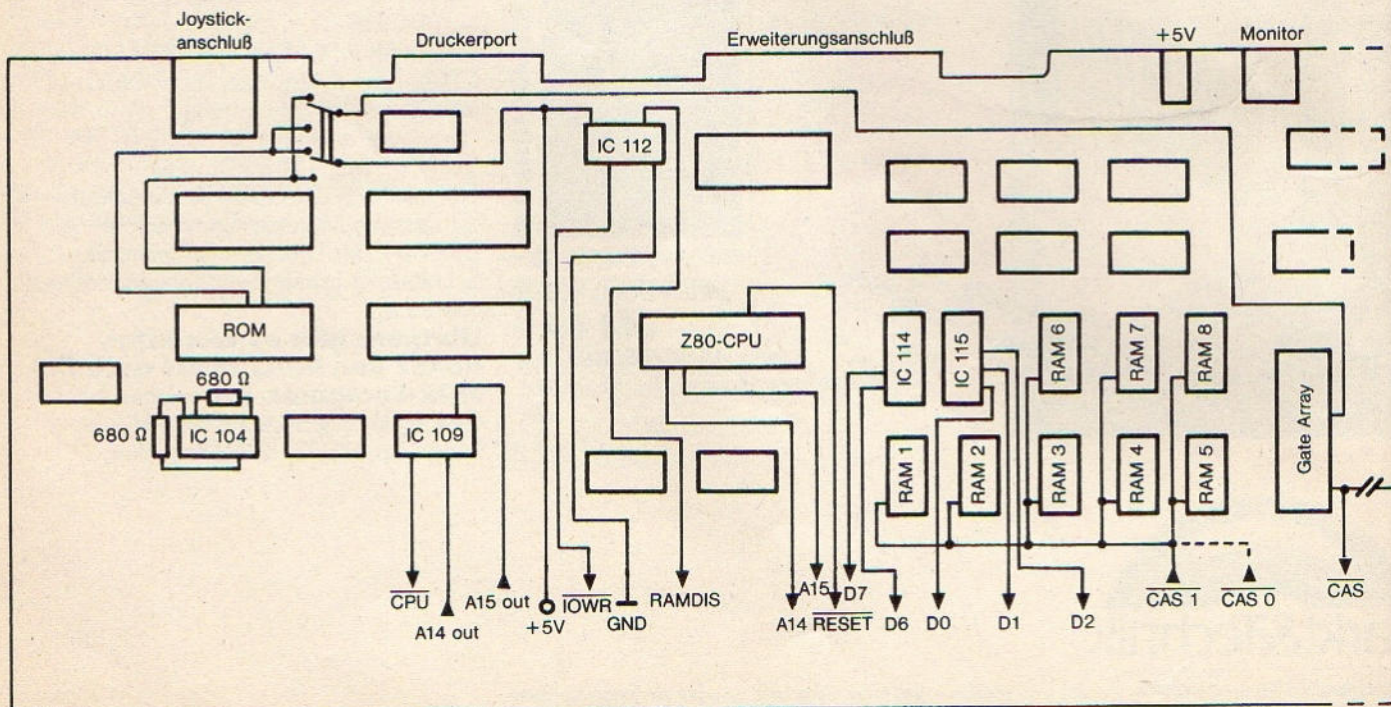 Joystick-
anschluß
Druckerport
Erweiterungsanschluß
+5V
Monitor
IC 112
ROM
Z80-CPU
IC 114
IC 115
RAM 6
RAM 7
RAM 8
680 Ω
680 Ω
IC 104
IC 109
RAM 1
RAM 2
RAM 3
RAM 4
RAM 5
Gate Array
CPU
A14 out
A15 out
+5V
IOWR
GND
RAMDIS
A14
A15
RESET
D7
D6
D0
D1
D2
CAS 1
CAS 0
CAS